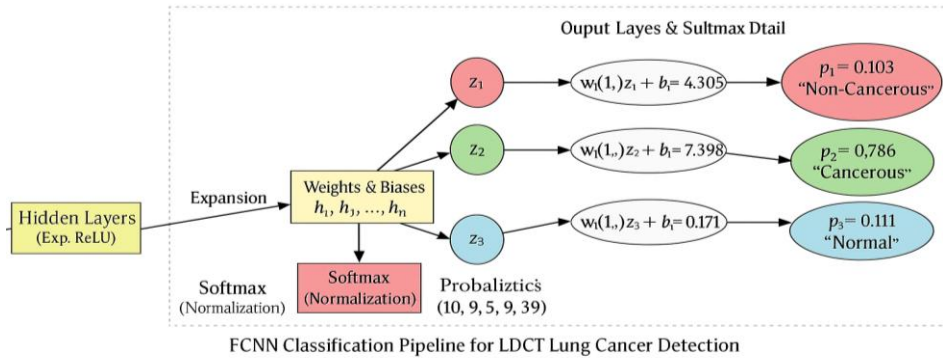 Ouput Layes & Sultmax Dtail
z₁
w₁(1,)z₁ + b₁= 4.305
p₁= 0.103
“Non-Cancerous”
z₂
w₁(1,.)z₂ + b₁= 7.398
p₂= 0,786
“Cancerous”
Expansion
Weights & Biases
h₁, h₃, ..., hₙ
Hidden Layers
(Exp. ReLU)
z₃
w₁(1,.)z₃ + b₁= 0.171
p₃= 0.111
“Normal”
Softmax
(Normalization)
Softmax
(Normalization)
Probaliztics
(10, 9, 5, 9, 39)
FCNN Classification Pipeline for LDCT Lung Cancer Detection